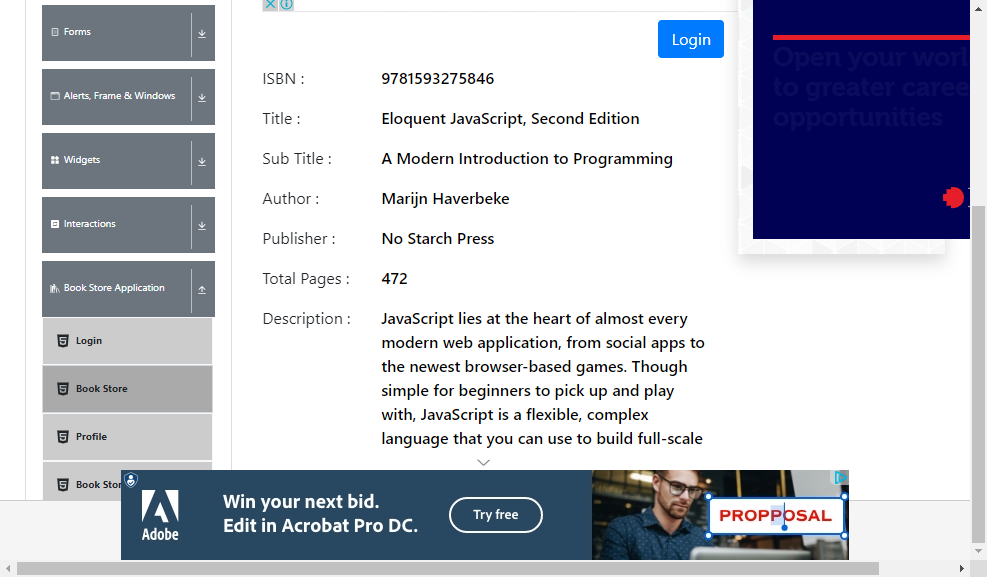 Forms
Alerts, Frame & Windows
Widgets
Interactions
Book Store Application
Login
Book Store
Profile
Book Stor
Login
ISBN :
9781593275846
Title :
Eloquent JavaScript, Second Edition
Sub Title :
A Modern Introduction to Programming
Author :
Marijn Haverbeke
Publisher :
No Starch Press
Total Pages :
472
Description :
JavaScript lies at the heart of almost every
modern web application, from social apps to
the newest browser-based games. Though
simple for beginners to pick up and play
with, JavaScript is a flexible, complex
language that you can use to build full-scale
Open your worl
to greater caree
opportunities
Adobe
Win your next bid.
Edit in Acrobat Pro DC.
Try free
PROPPOSAL